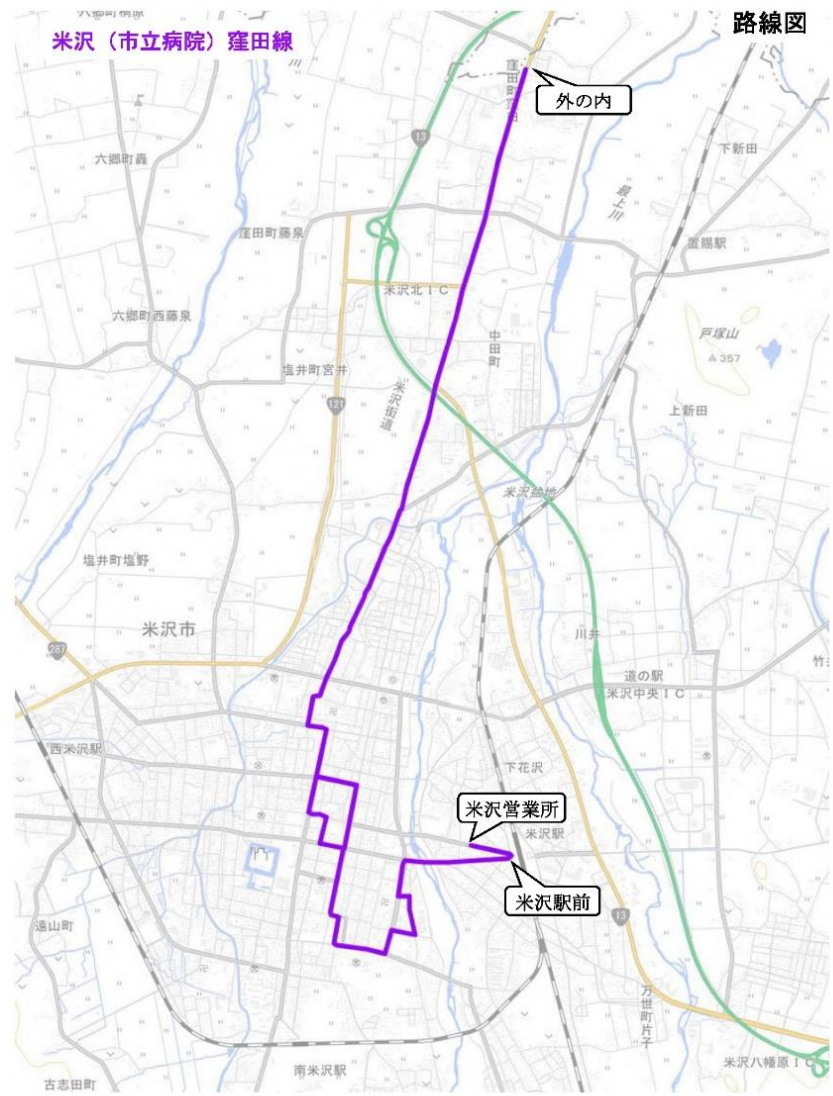 路線図
米沢（市立病院）窪田線
外の内
13
六郷町轟
下新田
最上川
窪田町藤泉
置賜駅
米沢北IC
六郷町西藤泉
戸塚山
357
中田町
塩井町宮井
米沢街道
121
上新田
米沢盆地
塩井町塩野
米沢市
川井
287
道の駅
米沢中央IC
西米沢駅
下花沢
米沢営業所
米沢駅
米沢駅前
13
遠山町
万世町片子
南米沢駅
米沢八幡原IC
古志田町